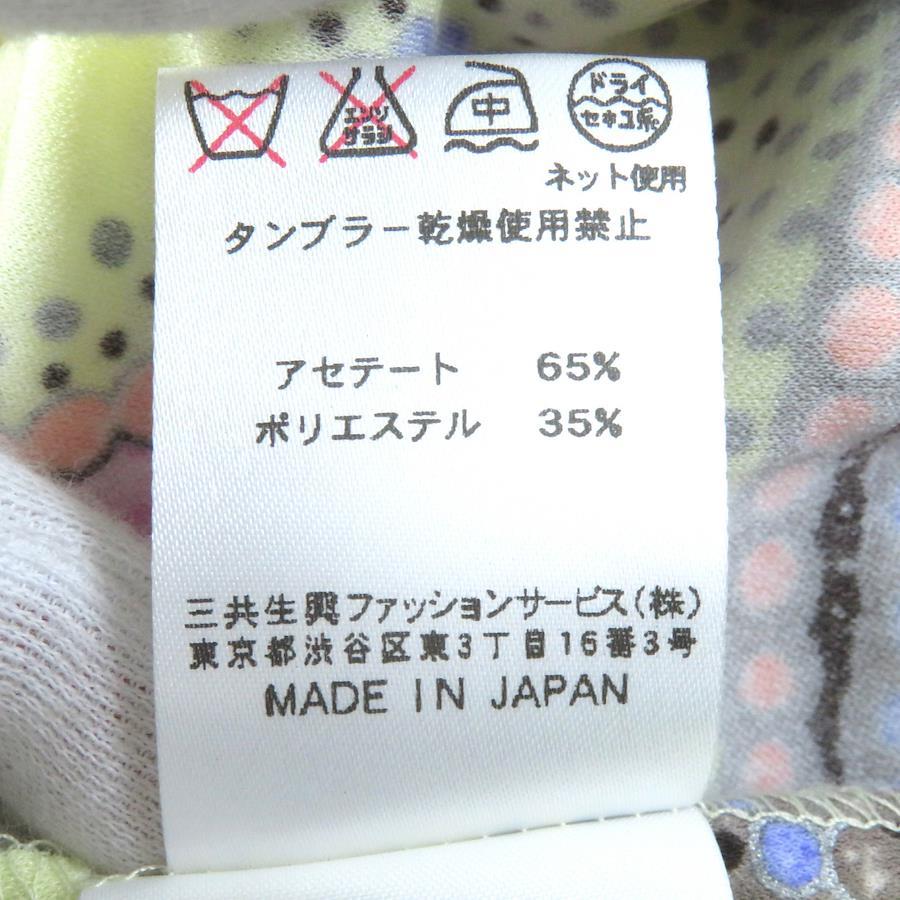 エンソ
サラシ
中
ドライ
セキユ系
ネット使用
タンブラー乾燥使用禁止
アセテート 65%
ポリエステル 35%
三共生興ファッションサービス(株)
東京都渋谷区東3丁目16番3号
MADE IN JAPAN